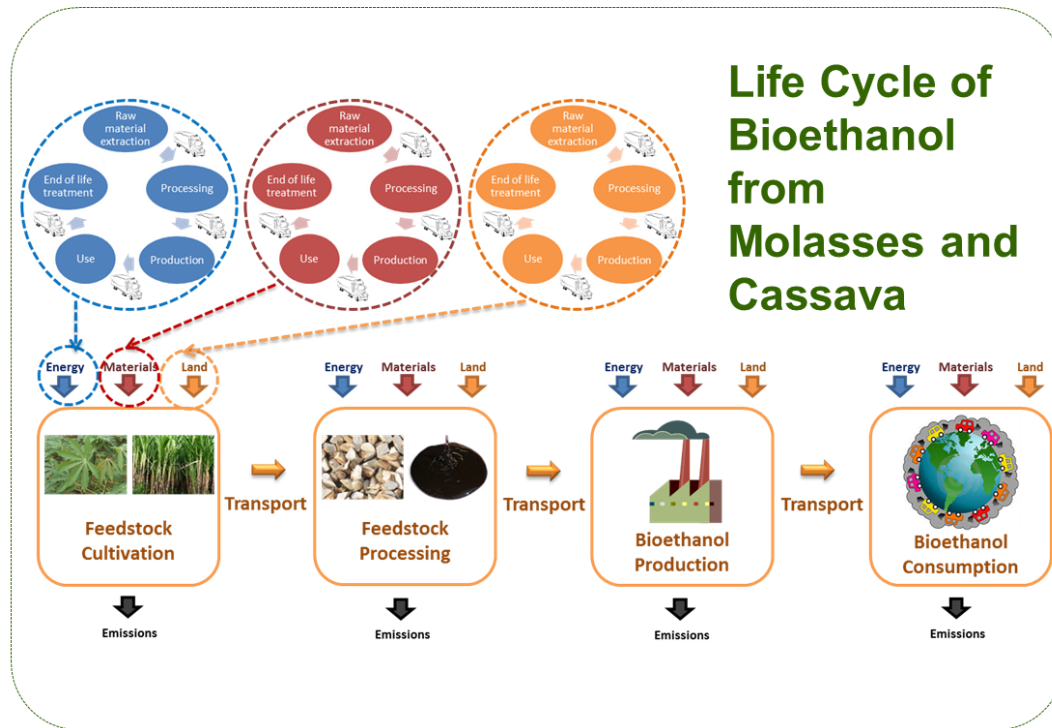 Life Cycle of
Bioethanol
from
Molasses and
Cassava
Raw
material
extraction
Processing
Production
Use
End of life
treatment
Raw
material
extraction
Processing
Production
Use
End of life
treatment
Raw
material
extraction
Processing
Production
Use
End of life
treatment
Energy
Materials
Land
Feedstock
Cultivation
Emissions
Transport
Energy
Materials
Land
Feedstock
Processing
Emissions
Transport
Energy
Materials
Land
Bioethanol
Production
Emissions
Transport
Energy
Materials
Land
Bioethanol
Consumption
Emissions